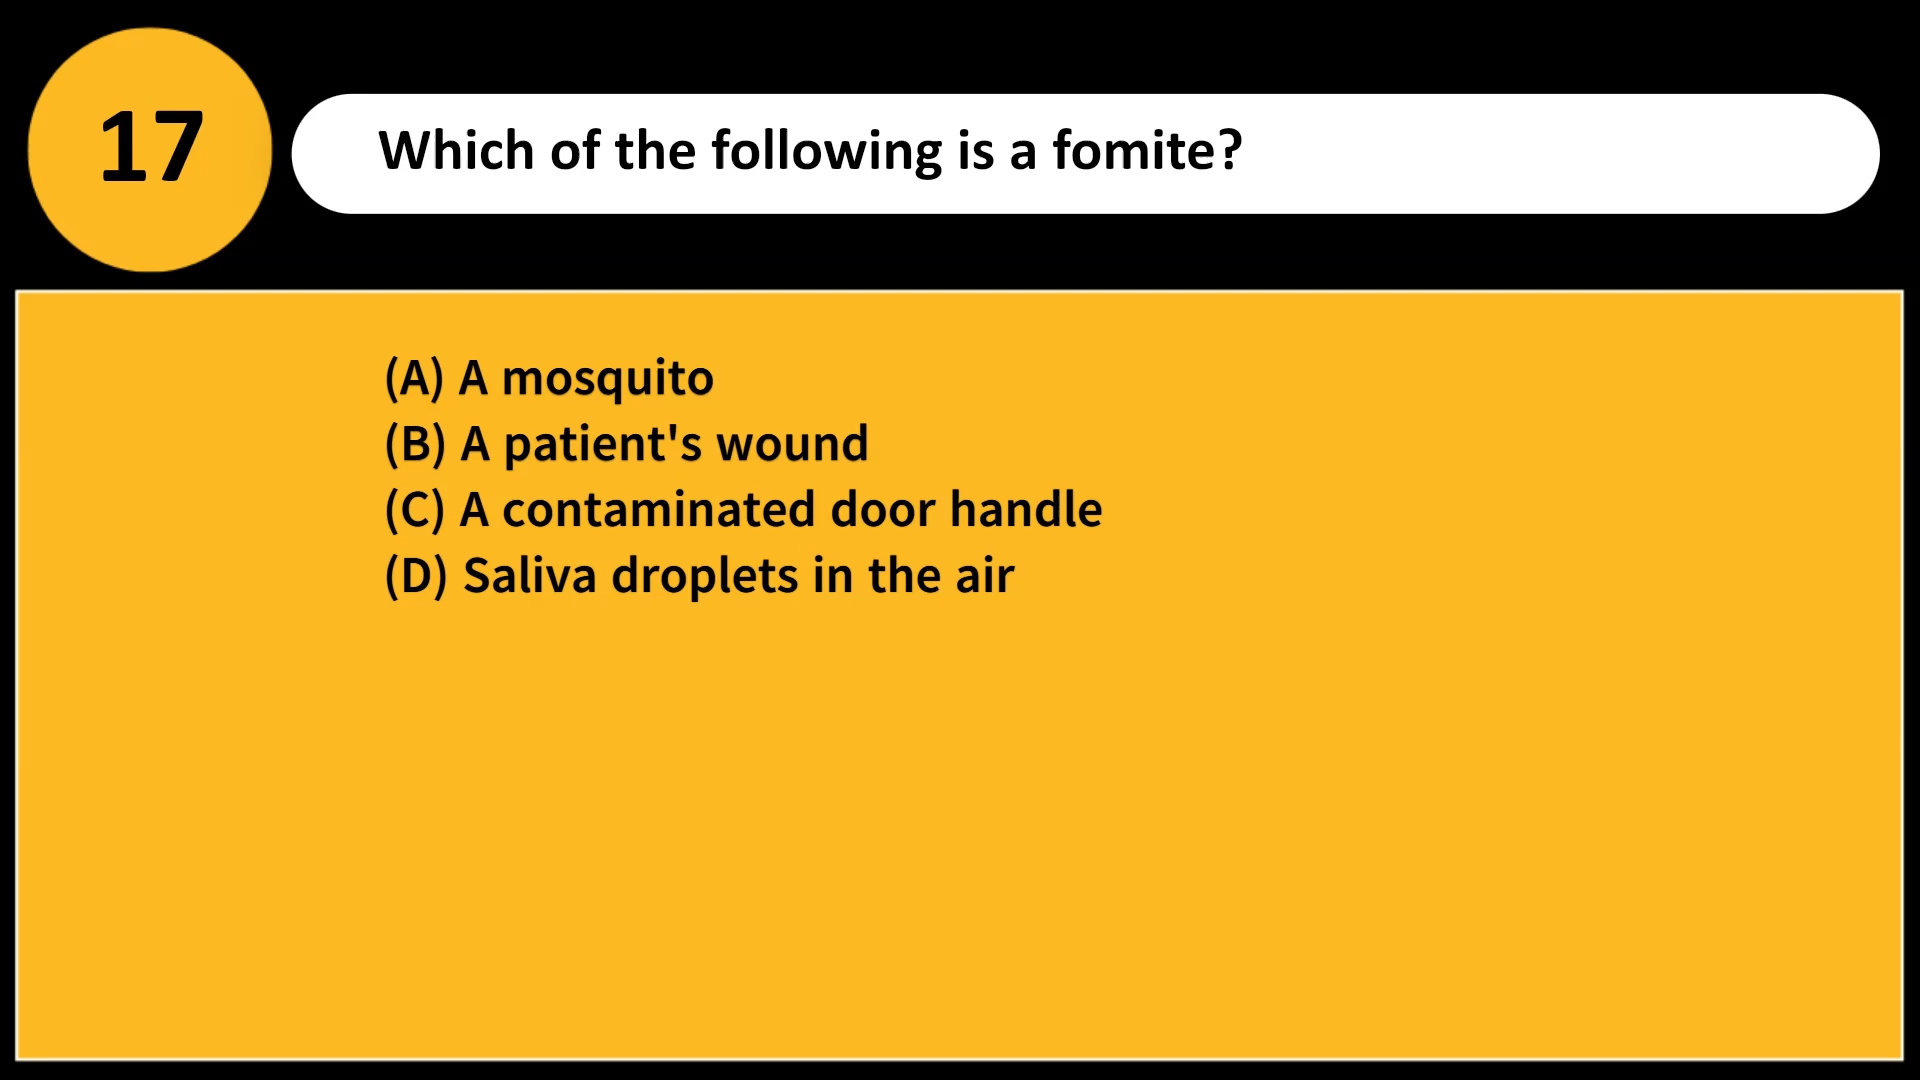 17
Which of the following is a fomite?
(A) A mosquito
(B) A patient's wound
(C) A contaminated door handle
(D) Saliva droplets in the air